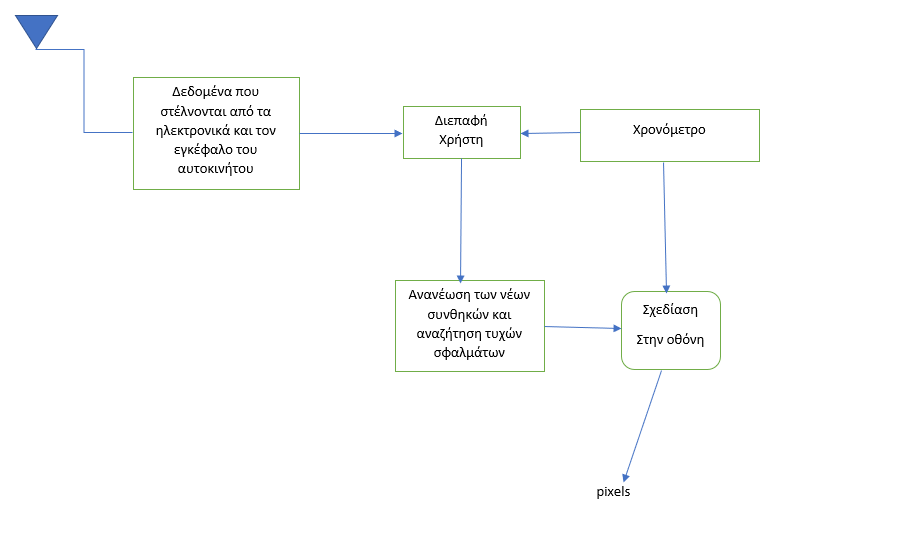 Δεδομένα που
στέλνονται από τα
ηλεκτρονικά και τον
εγκέφαλο του
αυτοκινήτου
Διεπαφή
Χρήστη
Χρονόμετρο
Ανανέωση των νέων
συνθηκών και
αναζήτηση τυχών
σφαλμάτων
Σχεδίαση
Στην οθόνη
pixels